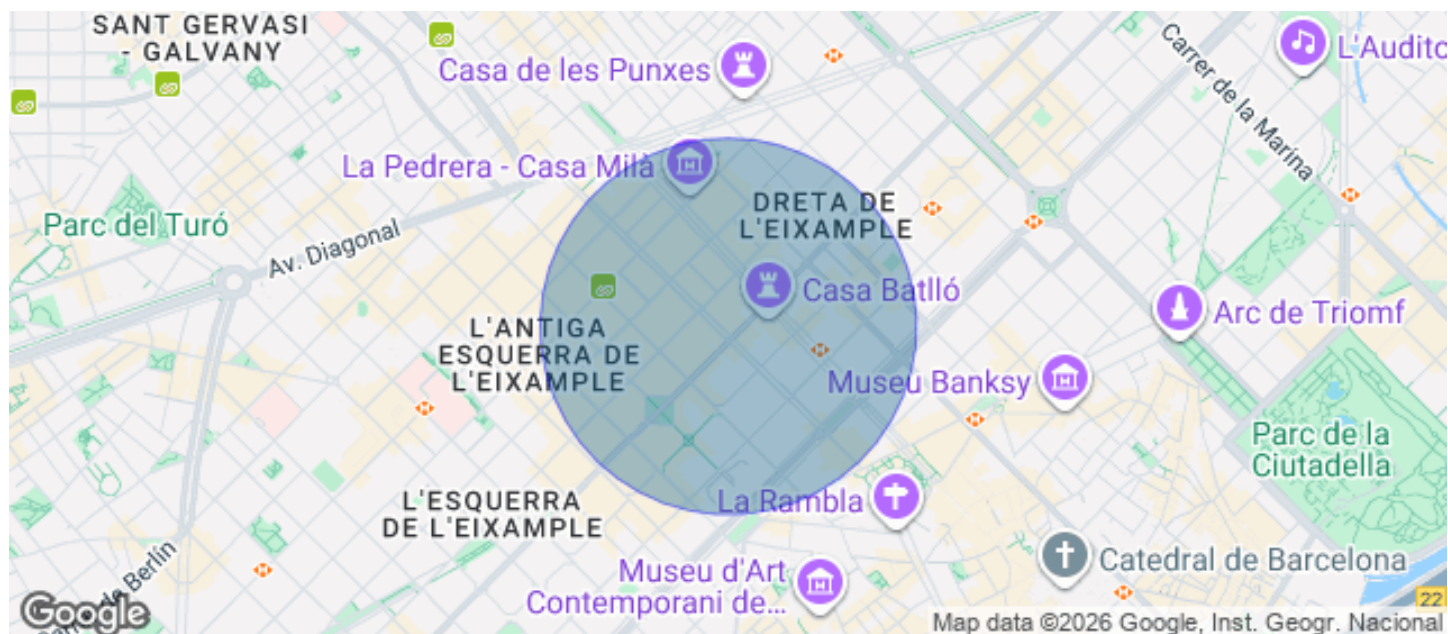 SANT GERVASI
- GALVANY
Casa de les Punxes
L'Audito
Carrer de la Marina
La Pedrera - Casa Milà
DRETA DE
L'EIXAMPLE
Parc del Turó
Av. Diagonal
Casa Batlló
Arc de Triomf
L'ANTIGA
ESQUERRA DE
L'EIXAMPLE
Museu Banksy
Parc de la
Ciutadella
L'ESQUERRA
DE L'EIXAMPLE
La Rambla
Catedral de Barcelona
de Berlín
Museu d'Art
Contemporani de...
22
Google
Map data ©2026 Google, Inst. Geogr. Nacional